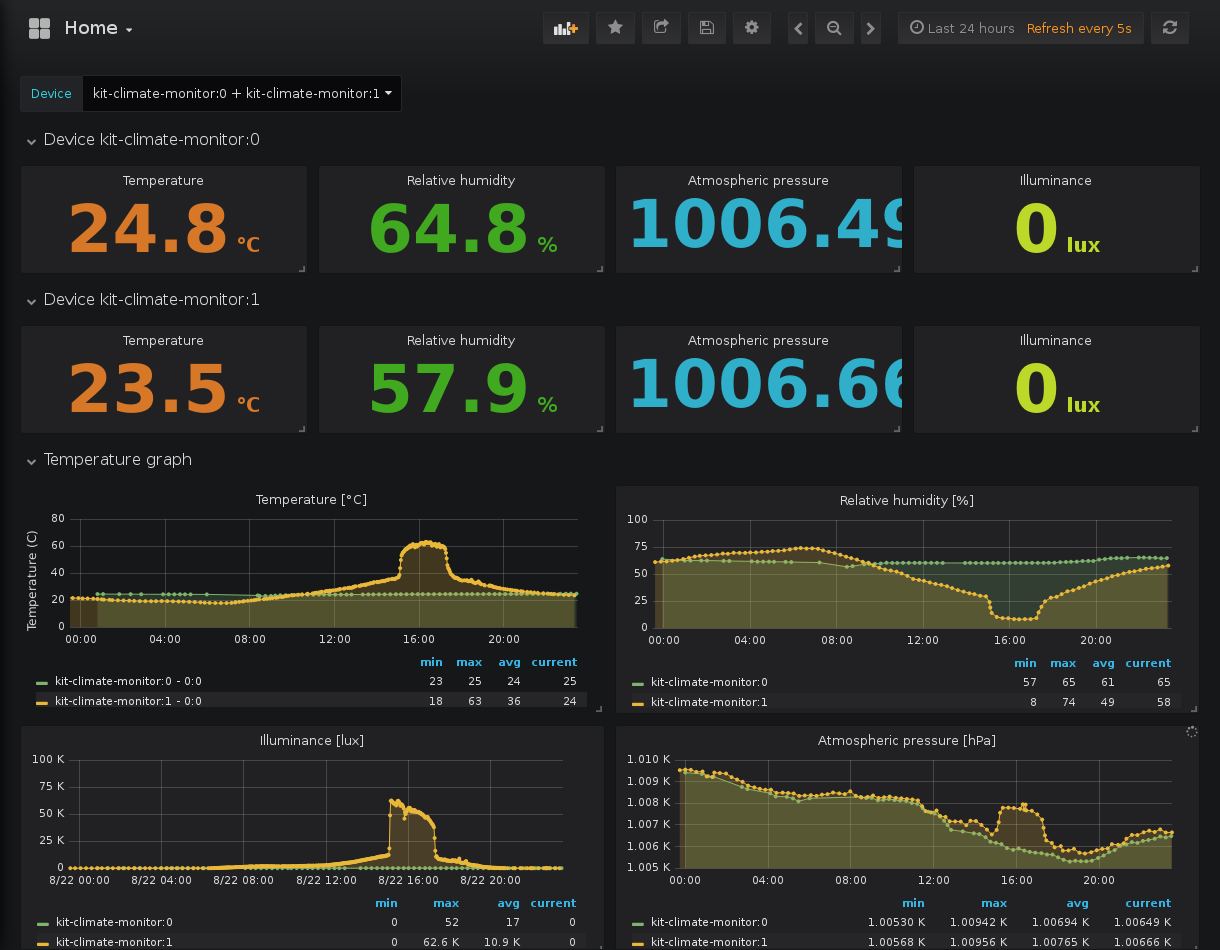 Home
Last 24 hours Refresh every 5s
Device kit-climate-monitor:0 + kit-climate-monitor:1
Device kit-climate-monitor:0
Temperature Relative humidity Atmospheric pressure Illuminance
24.8 °C 64.8 % 1006.49 0 lux
Device kit-climate-monitor:1
Temperature Relative humidity Atmospheric pressure Illuminance
23.5 °C 57.9 % 1006.66 0 lux
Temperature graph
Temperature [°C]
Temperature (C)
80
60
40
20
0
00:00 04:00 08:00 12:00 16:00 20:00
min max avg current
kit-climate-monitor:0 - 0:0 23 25 24 25
kit-climate-monitor:1 - 0:0 18 63 36 24
Relative humidity [%]
100
75
50
25
0
00:00 04:00 08:00 12:00 16:00 20:00
min max avg current
kit-climate-monitor:0 57 65 61 65
kit-climate-monitor:1 8 74 49 58
Illuminance [lux]
100 K
75 K
50 K
25 K
0
8/22 00:00 8/22 04:00 8/22 08:00 8/22 12:00 8/22 16:00 8/22 20:00
min max avg current
kit-climate-monitor:0 0 52 17 0
kit-climate-monitor:1 0 62.6 K 10.9 K 0
Atmospheric pressure [hPa]
1.010 K
1.009 K
1.008 K
1.007 K
1.006 K
1.005 K
00:00 04:00 08:00 12:00 16:00 20:00
min max avg current
kit-climate-monitor:0 1.00530 K 1.00942 K 1.00694 K 1.00649 K
kit-climate-monitor:1 1.00568 K 1.00956 K 1.00765 K 1.00666 K